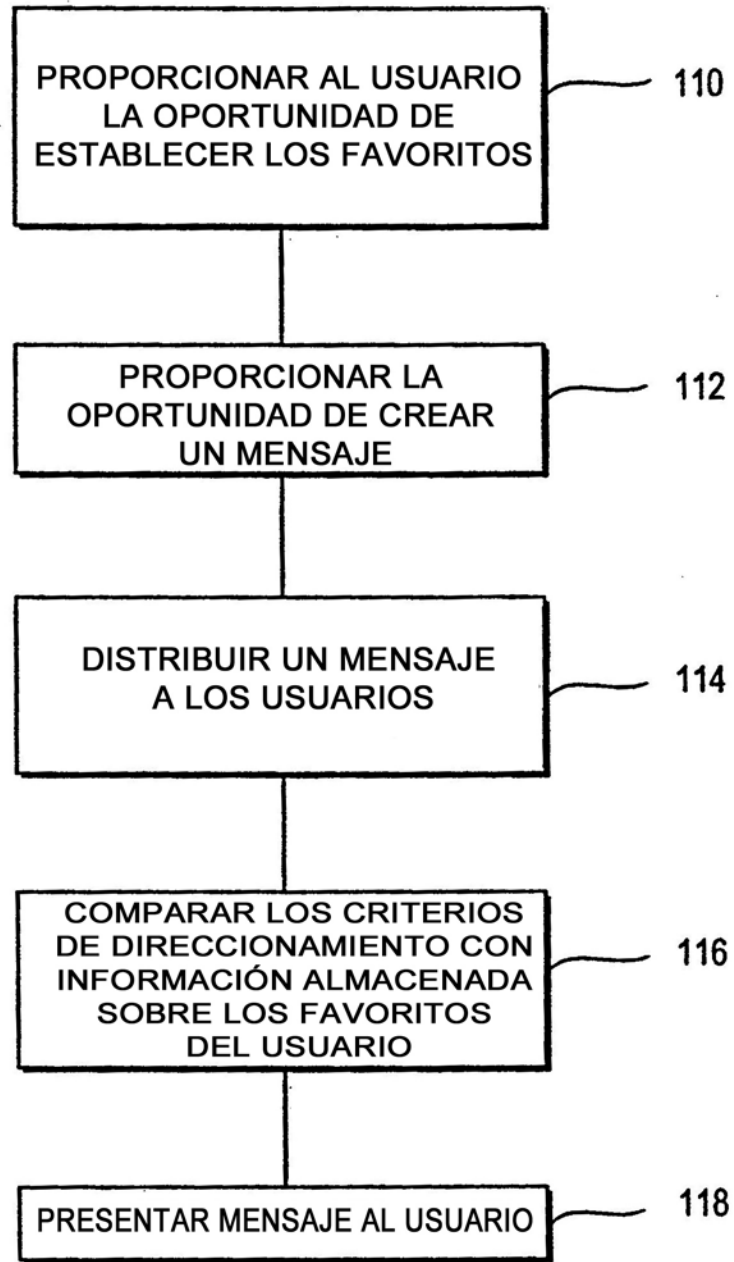 PROPORCIONAR AL USUARIO
LA OPORTUNIDAD DE
ESTABLECER LOS FAVORITOS
110
PROPORCIONAR LA
OPORTUNIDAD DE CREAR
UN MENSAJE
112
DISTRIBUIR UN MENSAJE
A LOS USUARIOS
114
COMPARAR LOS CRITERIOS
DE DIRECCIONAMIENTO CON
INFORMACIÓN ALMACENADA
SOBRE LOS FAVORITOS
DEL USUARIO
116
PRESENTAR MENSAJE AL USUARIO
118